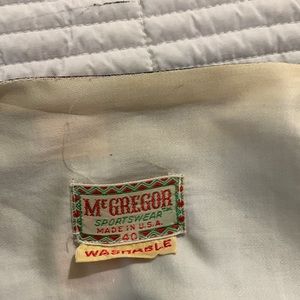 McGREGOR
SPORTSWEAR
MADE IN U.S.A.
40
WASHABLE